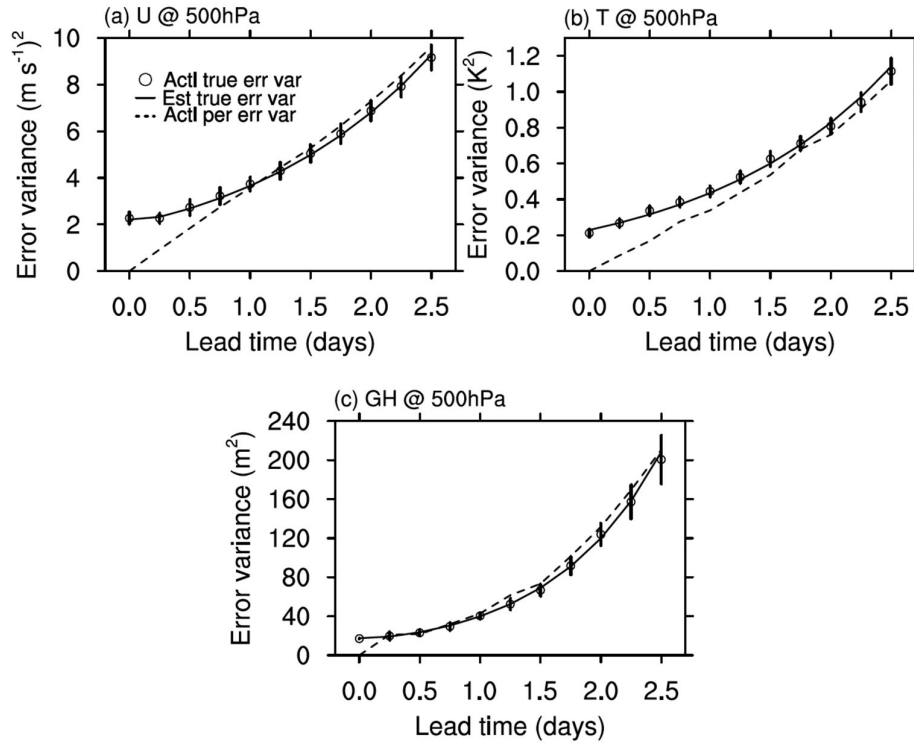 (a) U @ 500hPa
Error variance (m s⁻¹)²
10
8
6
4
2
0
Actl true err var
Est true err var
Actl per err var
0.0 0.5 1.0 1.5 2.0 2.5
Lead time (days)
(b) T @ 500hPa
Error variance (K²)
1.2
1.0
0.8
0.6
0.4
0.2
0.0
0.0 0.5 1.0 1.5 2.0 2.5
Lead time (days)
(c) GH @ 500hPa
Error variance (m²)
240
200
160
120
80
40
0
0.0 0.5 1.0 1.5 2.0 2.5
Lead time (days)